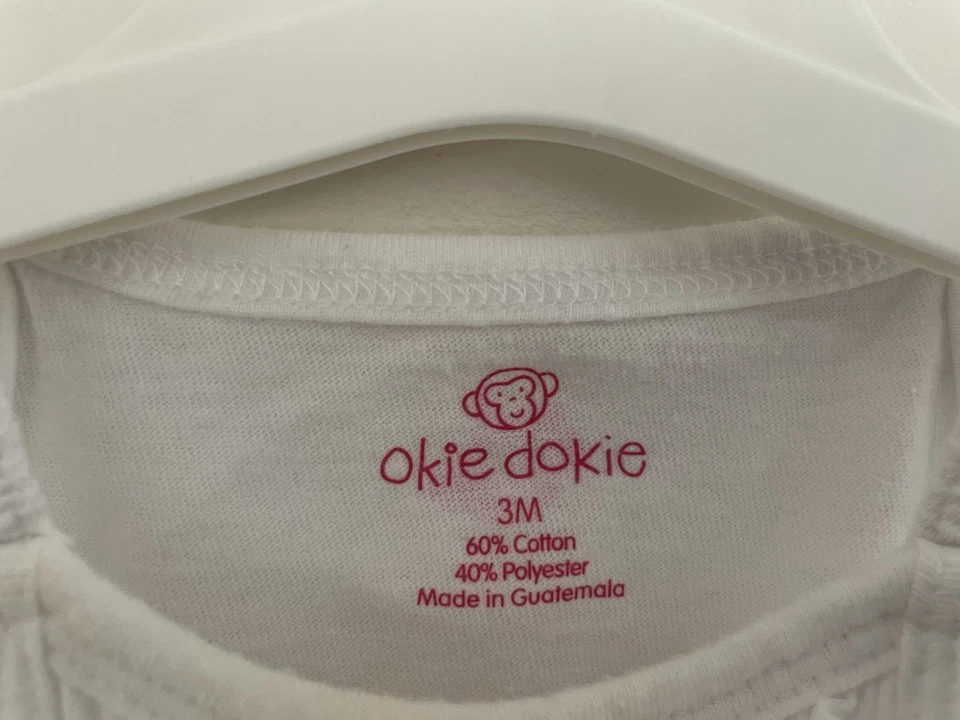 okie dokie
3M
60% Cotton
40% Polyester
Made in Guatemala